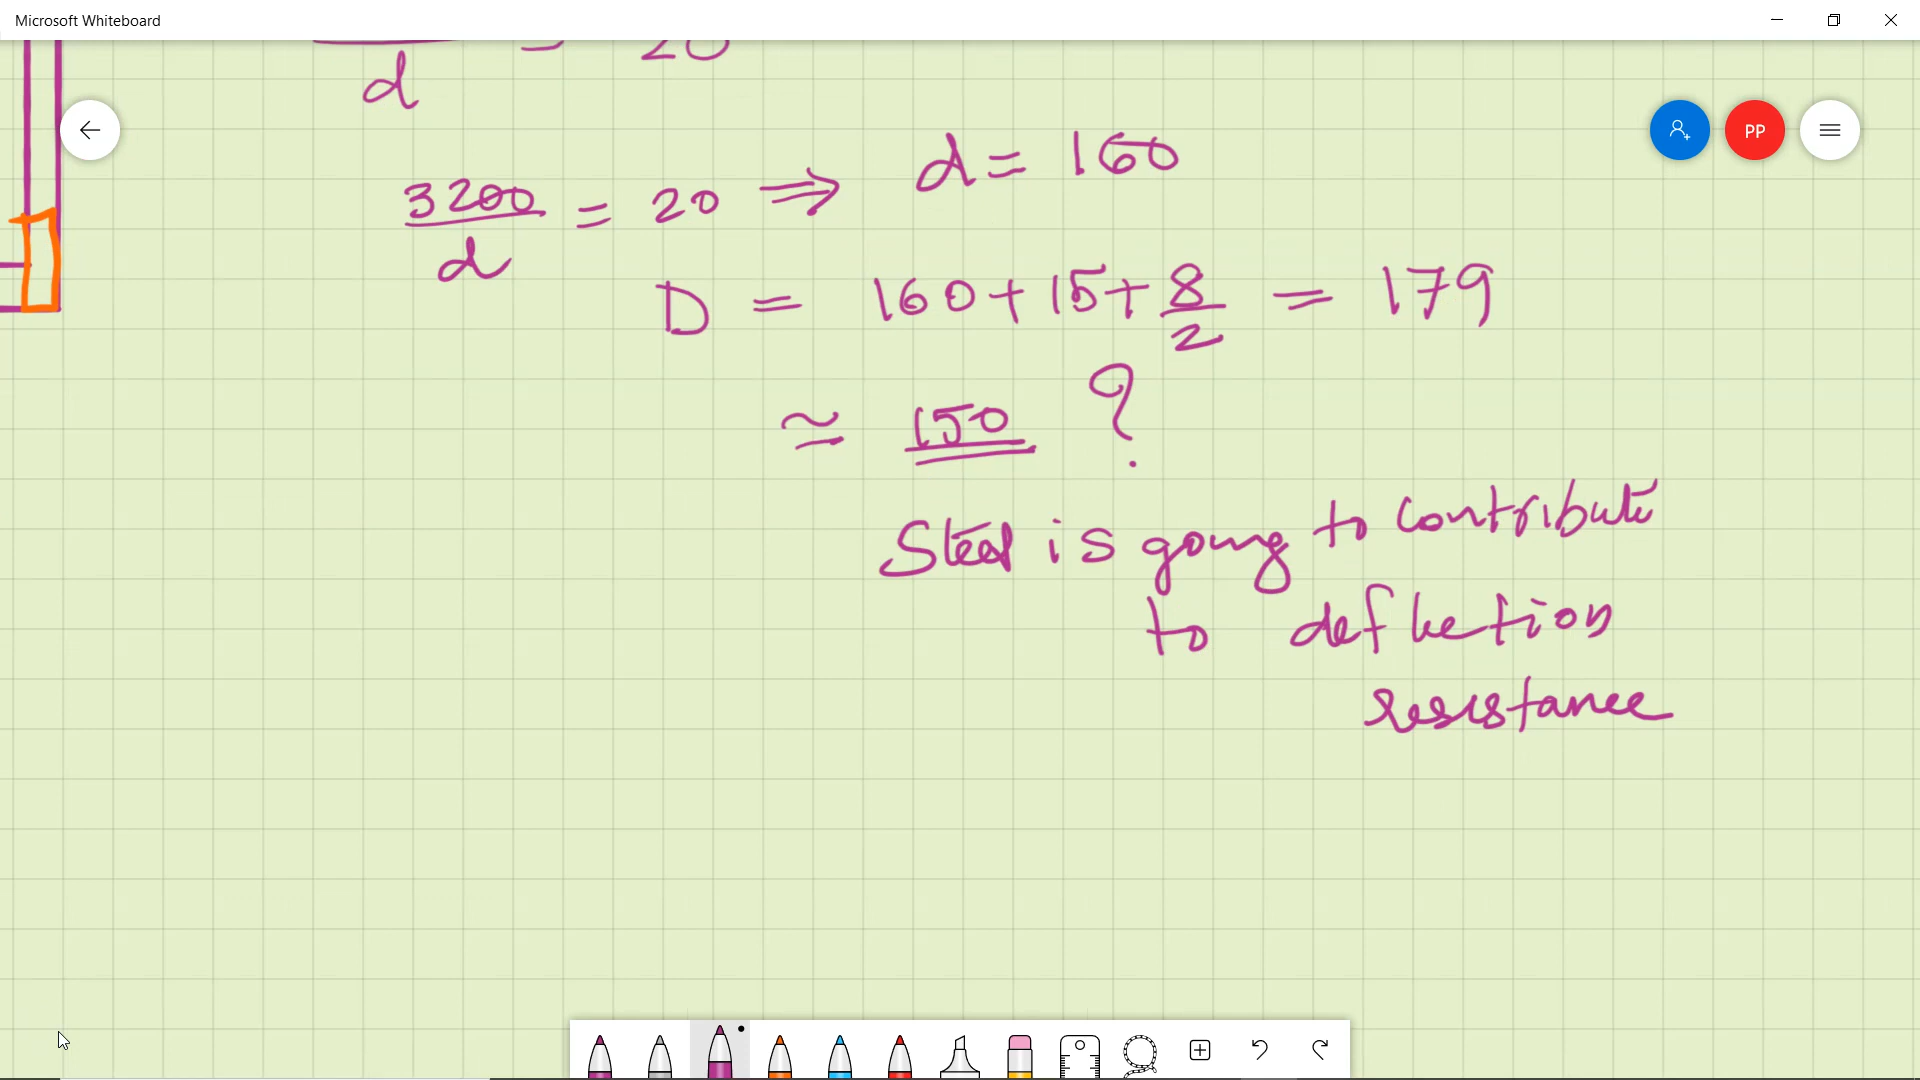 Microsoft Whiteboard
d = 20
PP
3200/d = 20 ⇒ d = 160
D = 160 + 15 + 8/2 = 179
≃ 150 ?
Steel is going to contribute
to deflection
resistance